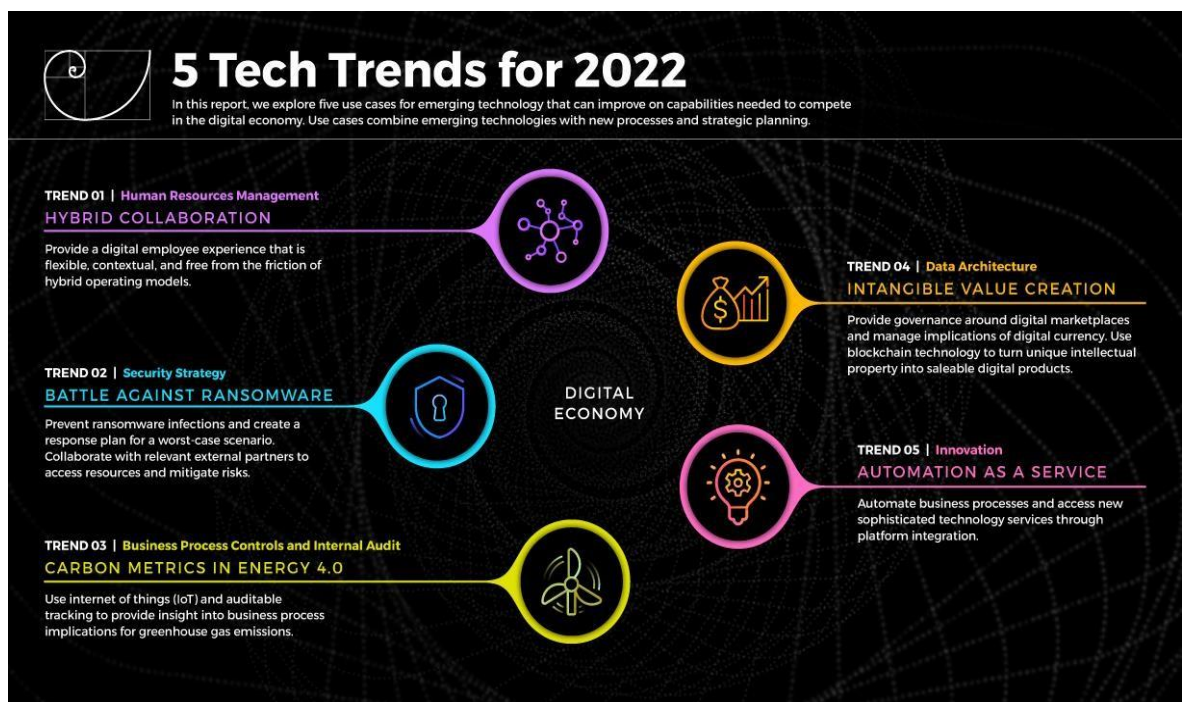 5 Tech Trends for 2022
In this report, we explore five use cases for emerging technology that can improve on capabilities needed to compete
in the digital economy. Use cases combine emerging technologies with new processes and strategic planning.
TREND 01 | Human Resources Management
HYBRID COLLABORATION
Provide a digital employee experience that is
flexible, contextual, and free from the friction of
hybrid operating models.
TREND 02 | Security Strategy
BATTLE AGAINST RANSOMWARE
Prevent ransomware infections and create a
response plan for a worst-case scenario.
Collaborate with relevant external partners to
access resources and mitigate risks.
TREND 03 | Business Process Controls and Internal Audit
CARBON METRICS IN ENERGY 4.0
Use internet of things (IoT) and auditable
tracking to provide insight into business process
implications for greenhouse gas emissions.
DIGITAL
ECONOMY
$
TREND 04 | Data Architecture
INTANGIBLE VALUE CREATION
Provide governance around digital marketplaces
and manage implications of digital currency. Use
blockchain technology to turn unique intellectual
property into saleable digital products.
TREND 05 | Innovation
AUTOMATION AS A SERVICE
Automate business processes and access new
sophisticated technology services through
platform integration.